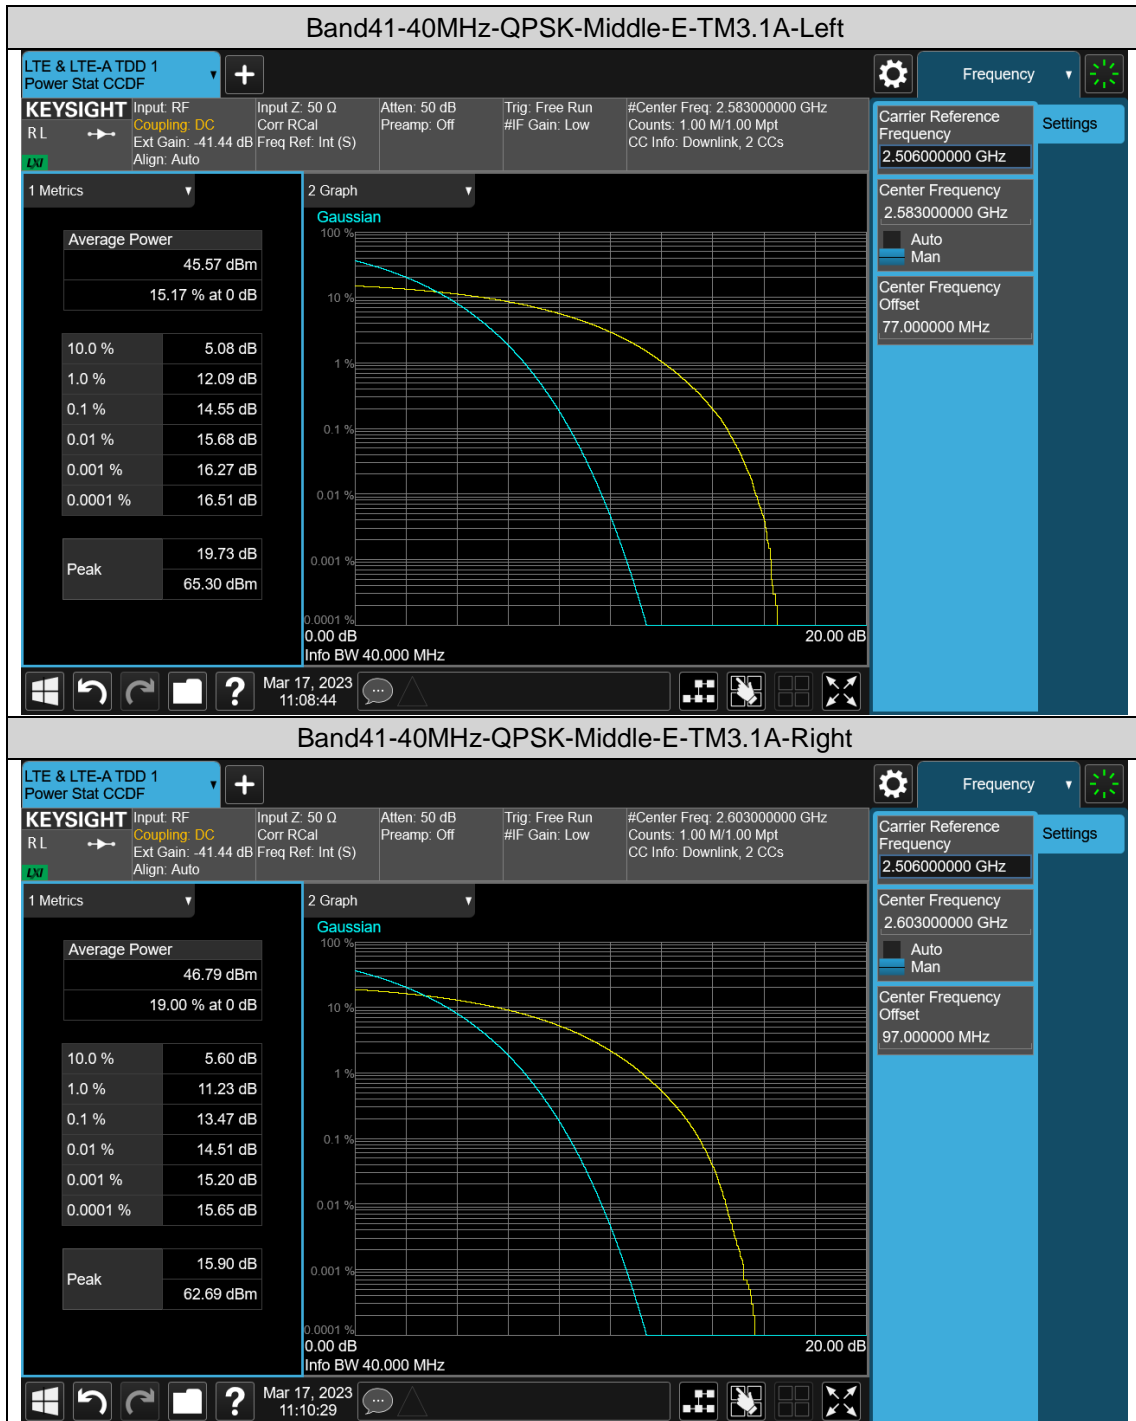 Band41-40MHz-QPSK-Middle-E-TM3.1A-Left
LTE & LTE-A TDD 1
Power Stat CCDF
Frequency
KEYSIGHT
R L
LXI
Input: RF
Coupling: DC
Ext Gain: -41.44 dB
Align: Auto
Input Z: 50 Ω
Corr RCal
Freq Ref: Int (S)
Atten: 50 dB
Preamp: Off
Trig: Free Run
#IF Gain: Low
#Center Freq: 2.583000000 GHz
Counts: 1.00 M/1.00 Mpt
CC Info: Downlink, 2 CCs
Carrier Reference
Frequency
2.506000000 GHz
Settings
Center Frequency
2.583000000 GHz
Auto
Man
Center Frequency
Offset
77.000000 MHz
1 Metrics
Average Power
45.57 dBm
15.17 % at 0 dB
10.0 % 5.08 dB
1.0 % 12.09 dB
0.1 % 14.55 dB
0.01 % 15.68 dB
0.001 % 16.27 dB
0.0001 % 16.51 dB
Peak
19.73 dB
65.30 dBm
2 Graph
Gaussian
100 %
10 %
1 %
0.1 %
0.01 %
0.001 %
0.0001 %
0.00 dB 20.00 dB
Info BW 40.000 MHz
Mar 17, 2023
11:08:44
Band41-40MHz-QPSK-Middle-E-TM3.1A-Right
LTE & LTE-A TDD 1
Power Stat CCDF
Frequency
KEYSIGHT
R L
LXI
Input: RF
Coupling: DC
Ext Gain: -41.44 dB
Align: Auto
Input Z: 50 Ω
Corr RCal
Freq Ref: Int (S)
Atten: 50 dB
Preamp: Off
Trig: Free Run
#IF Gain: Low
#Center Freq: 2.603000000 GHz
Counts: 1.00 M/1.00 Mpt
CC Info: Downlink, 2 CCs
Carrier Reference
Frequency
2.506000000 GHz
Settings
Center Frequency
2.603000000 GHz
Auto
Man
Center Frequency
Offset
97.000000 MHz
1 Metrics
Average Power
46.79 dBm
19.00 % at 0 dB
10.0 % 5.60 dB
1.0 % 11.23 dB
0.1 % 13.47 dB
0.01 % 14.51 dB
0.001 % 15.20 dB
0.0001 % 15.65 dB
Peak
15.90 dB
62.69 dBm
2 Graph
Gaussian
100 %
10 %
1 %
0.1 %
0.01 %
0.001 %
0.0001 %
0.00 dB 20.00 dB
Info BW 40.000 MHz
Mar 17, 2023
11:10:29